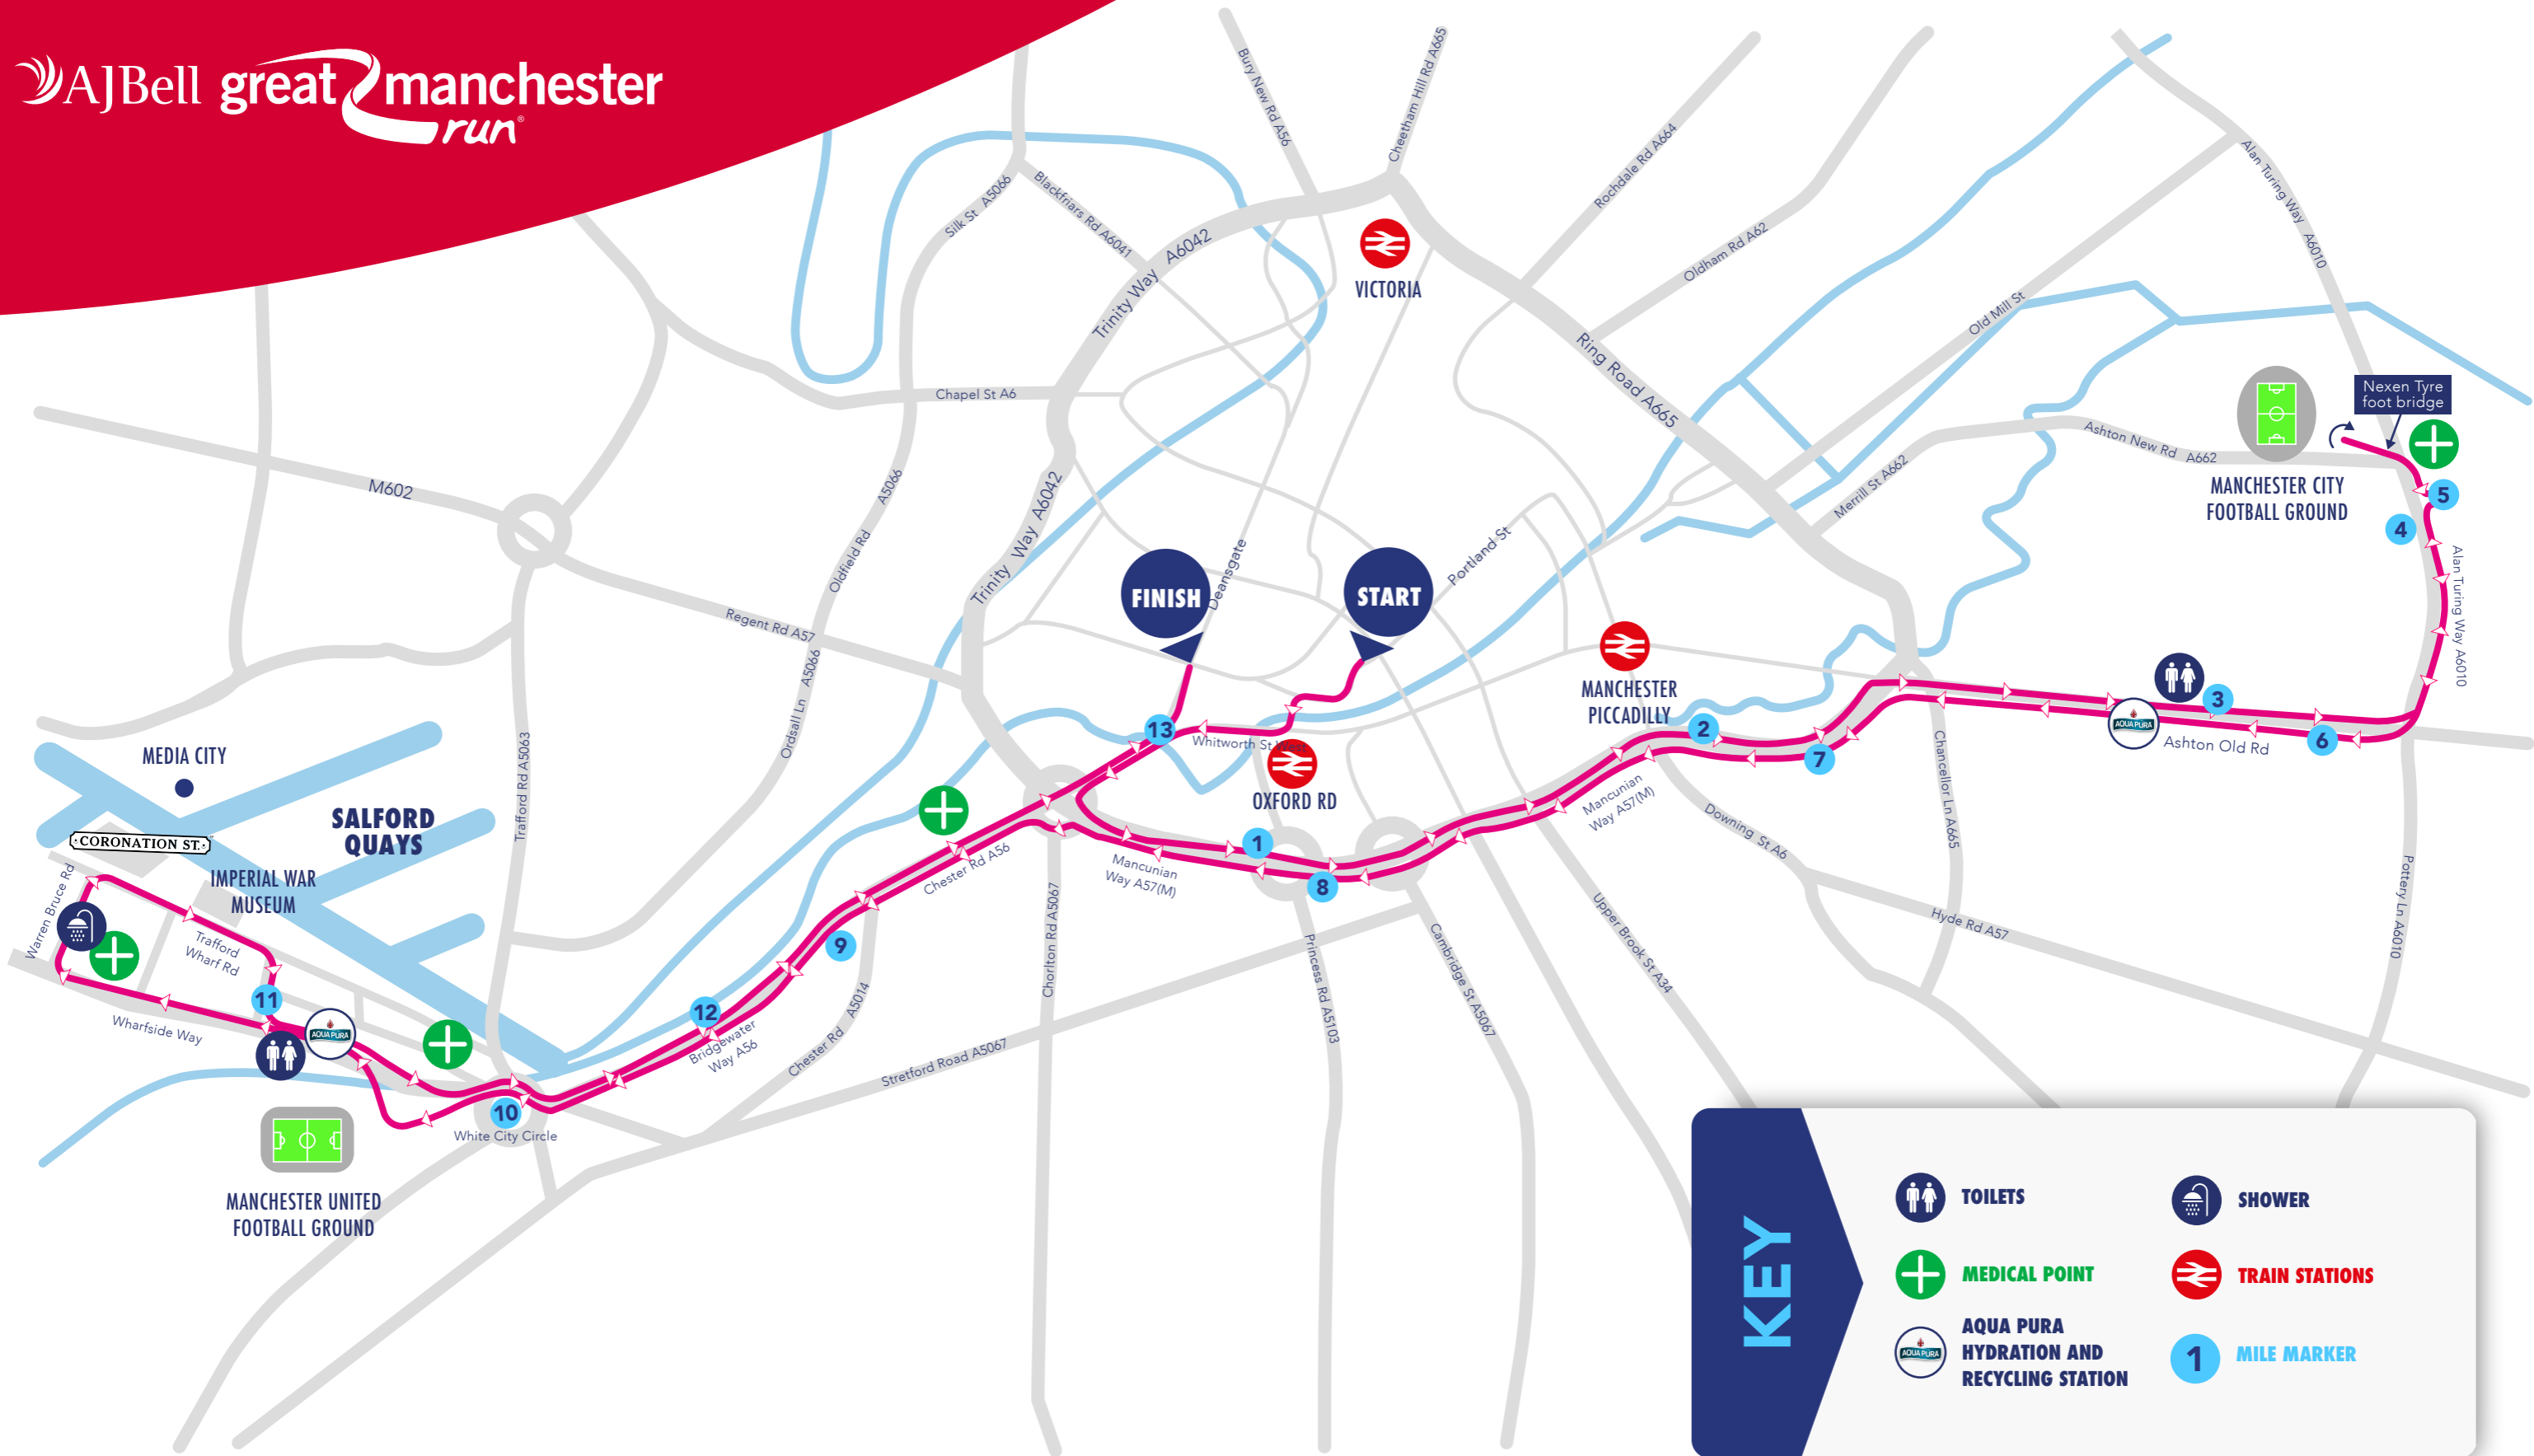 AJBell great manchester
run®
Bury New Rd A56
Cheetham Hill Rd A665
Rochdale Rd A664
Oldham Rd A62
Alan Turing Way A6010
Silk St A5066
Blackfriars Rd A6041
Trinity Way A6042
VICTORIA
Old Mill St
Ring Road A665
Chapel St A6
Nexen Tyre
foot bridge
Ashton New Rd A662
Merrill St A662
MANCHESTER CITY
FOOTBALL GROUND
5
4
M602
Oldfield Rd A5066
Trinity Way A6042
Deansgate
Portland St
FINISH
START
Alan Turing Way A6010
Regent Rd A57
Ordsall Ln A5066
MANCHESTER
PICCADILLY
2
3
AQUA PURA
Ashton Old Rd
6
7
13
Whitworth St West
OXFORD RD
MEDIA CITY
Trafford Rd A5063
SALFORD
QUAYS
·CORONATION ST.·
IMPERIAL WAR
MUSEUM
Warren Bruce Rd
Trafford
Wharf Rd
Chester Rd A56
Mancunian
Way A57(M)
1
8
Mancunian
Way A57(M)
Downing St A6
Chancellor Ln A665
Pottery Ln A6010
Hyde Rd A57
Upper Brook St A34
Cambridge St A5067
Princess Rd A5103
Chorlton Rd A5067
9
Chester Rd A5014
12
Bridgewater
Way A56
Stretford Road A5067
11
AQUA PURA
Wharfside Way
10
White City Circle
MANCHESTER UNITED
FOOTBALL GROUND
KEY
TOILETS
SHOWER
MEDICAL POINT
TRAIN STATIONS
AQUA PURA
AQUA PURA
HYDRATION AND
RECYCLING STATION
1
MILE MARKER